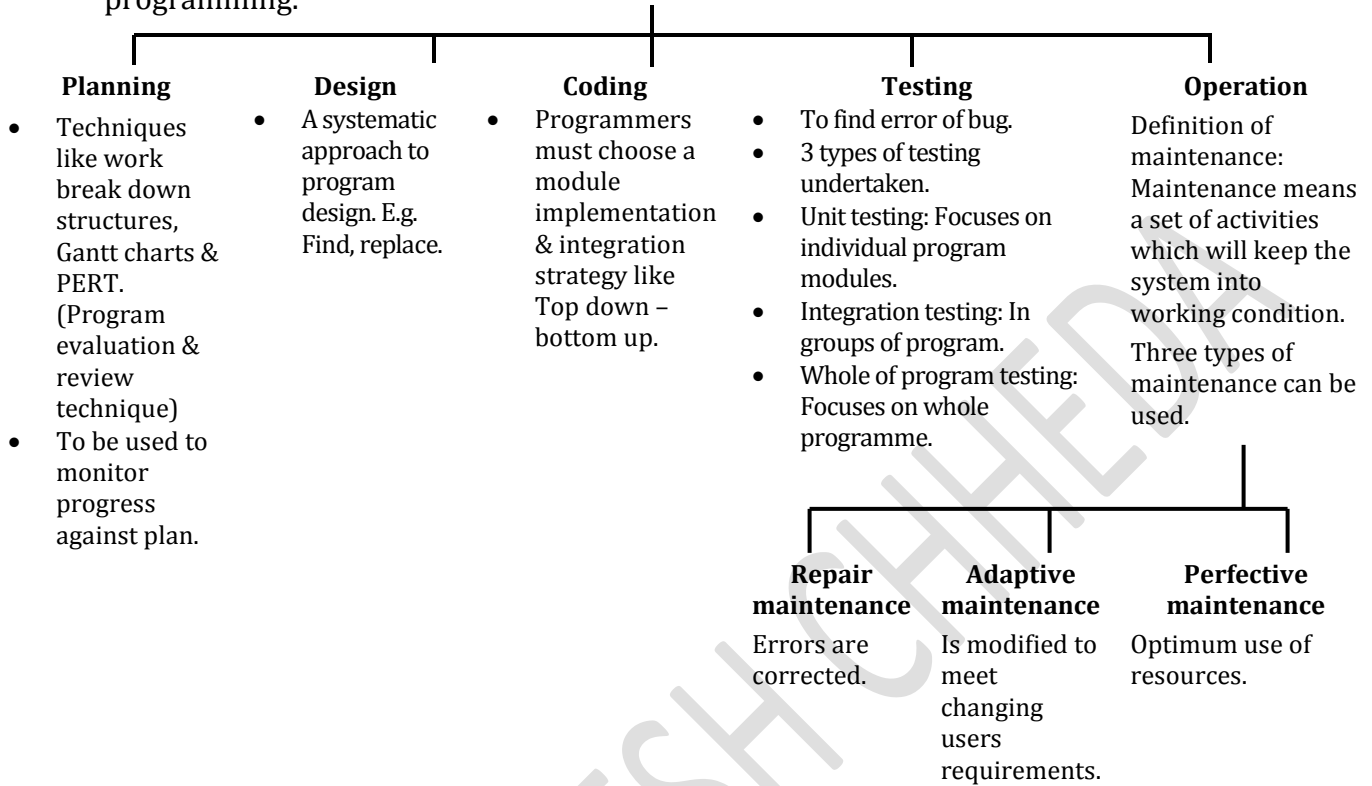 programming.
Planning
• Techniques
like work
break down
structures,
Gantt charts &
PERT.
(Program
evaluation &
review
technique)
• To be used to
monitor
progress
against plan.
Design
• A systematic
approach to
program
design. E.g.
Find, replace.
Coding
• Programmers
must choose a
module
implementation
& integration
strategy like
Top down –
bottom up.
Testing
• To find error of bug.
• 3 types of testing
undertaken.
• Unit testing: Focuses on
individual program
modules.
• Integration testing: In
groups of program.
• Whole of program testing:
Focuses on whole
programme.
Operation
Definition of
maintenance:
Maintenance means
a set of activities
which will keep the
system into
working condition.
Three types of
maintenance can be
used.
Repair
maintenance
Errors are
corrected.
Adaptive
maintenance
Is modified to
meet
changing
users
requirements.
Perfective
maintenance
Optimum use of
resources.
ESH CHHEDA